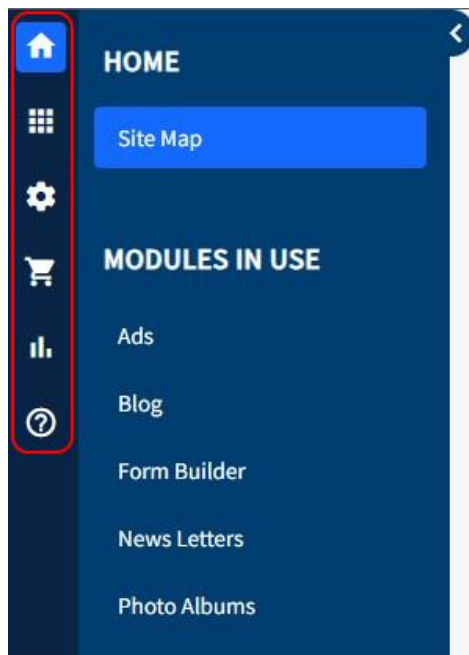 HOME
Site Map
MODULES IN USE
Ads
Blog
Form Builder
News Letters
Photo Albums